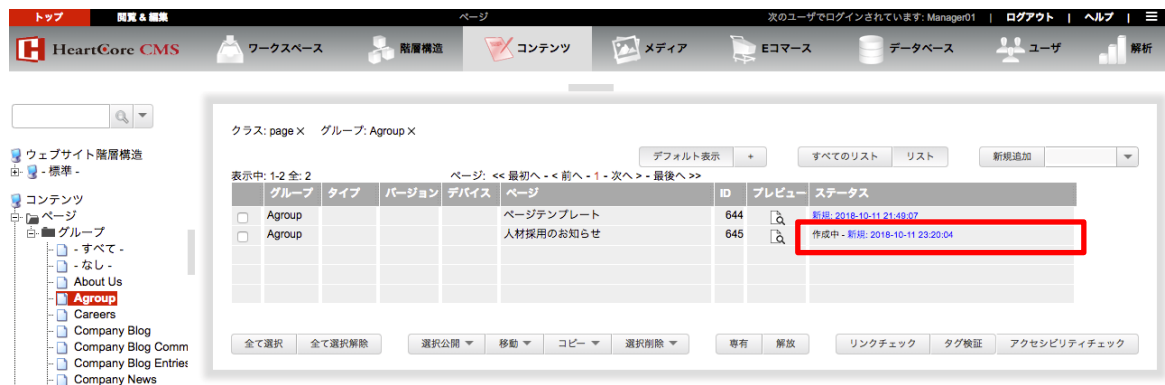 トップ 閲覧 & 編集 ページ 次のユーザでログインされています: Manager01 | ログアウト | ヘルプ |
HeartCore CMS ワークスペース 階層構造 コンテンツ メディア Eコマース データベース ユーザ 解析
クラス: page × グループ: Agroup ×
デフォルト表示 + すべてのリスト リスト 新規追加
表示中: 1-2 全: 2 ページ: << 最初へ - < 前へ - 1 - 次へ > - 最後へ >>
グループ タイプ バージョン デバイス ページ ID プレビュー ステータス
Agroup ページテンプレート 644 新規: 2018-10-11 21:49:07
Agroup 人材採用のお知らせ 645 作成中 - 新規: 2018-10-11 23:20:04
ウェブサイト階層構造
- 標準 -
コンテンツ
ページ
グループ
- すべて -
- なし -
About Us
Agroup
Careers
Company Blog
Company Blog Comm
Company Blog Entries
Company News
全て選択 全て選択解除 選択公開 移動 コピー 選択削除 専有 解放 リンクチェック タグ検証 アクセシビリティチェック